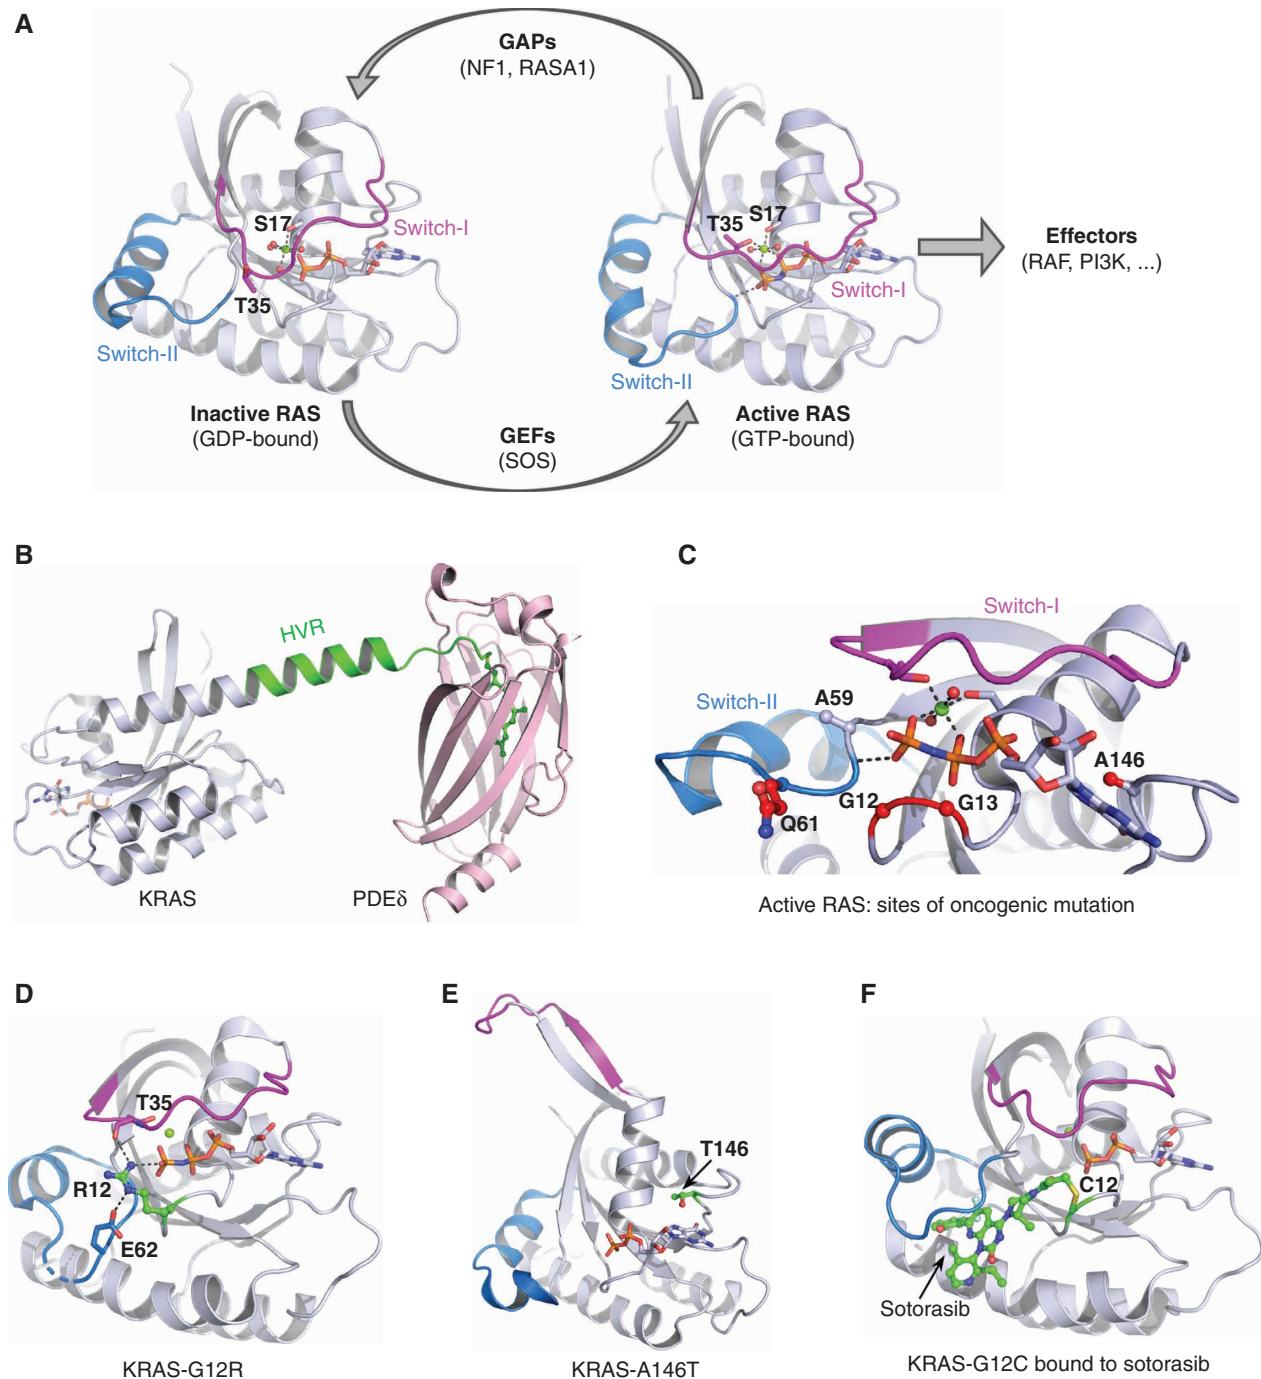 A
GAPs
(NF1, RASA1)
S17
Switch-I
T35
Switch-II
T35
S17
Switch-I
Switch-II
Effectors
(RAF, PI3K, ...)
Inactive RAS
(GDP-bound)
GEFs
(SOS)
Active RAS
(GTP-bound)
B
HVR
KRAS
PDEδ
C
Switch-I
Switch-II
A59
A146
G12
G13
Q61
Active RAS: sites of oncogenic mutation
D
T35
R12
E62
KRAS-G12R
E
T146
KRAS-A146T
F
C12
Sotorasib
KRAS-G12C bound to sotorasib